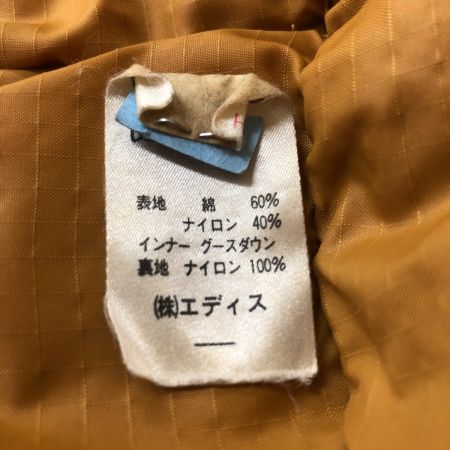 表地 綿 60%
ナイロン 40%
インナー グースダウン
裏地 ナイロン 100%
(株)エディス